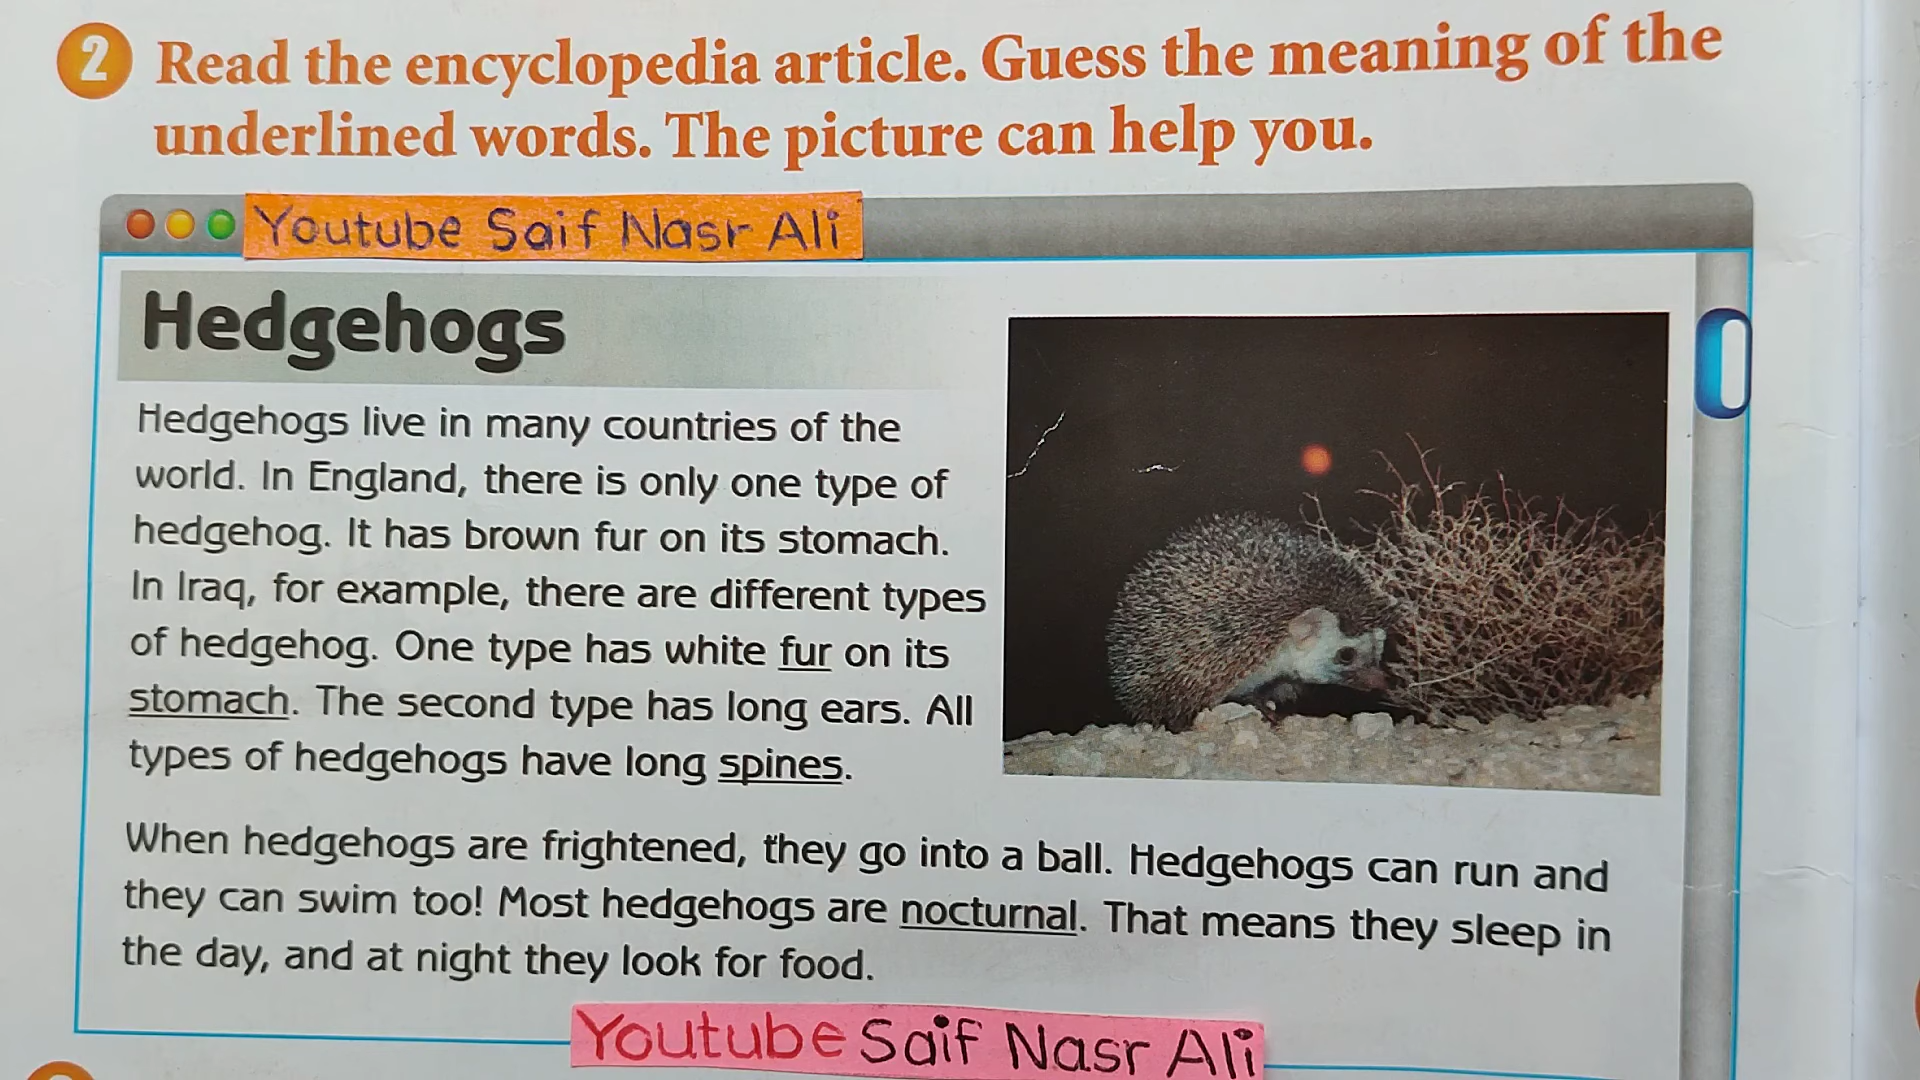 2 Read the encyclopedia article. Guess the meaning of the
underlined words. The picture can help you.
Youtube Saif Nasr Ali
Hedgehogs
Hedgehogs live in many countries of the
world. In England, there is only one type of
hedgehog. It has brown fur on its stomach.
In Iraq, for example, there are different types
of hedgehog. One type has white fur on its
stomach. The second type has long ears. All
types of hedgehogs have long spines.
When hedgehogs are frightened, they go into a ball. Hedgehogs can run and
they can swim too! Most hedgehogs are nocturnal. That means they sleep in
the day, and at night they look for food.
Youtube Saif Nasr Ali